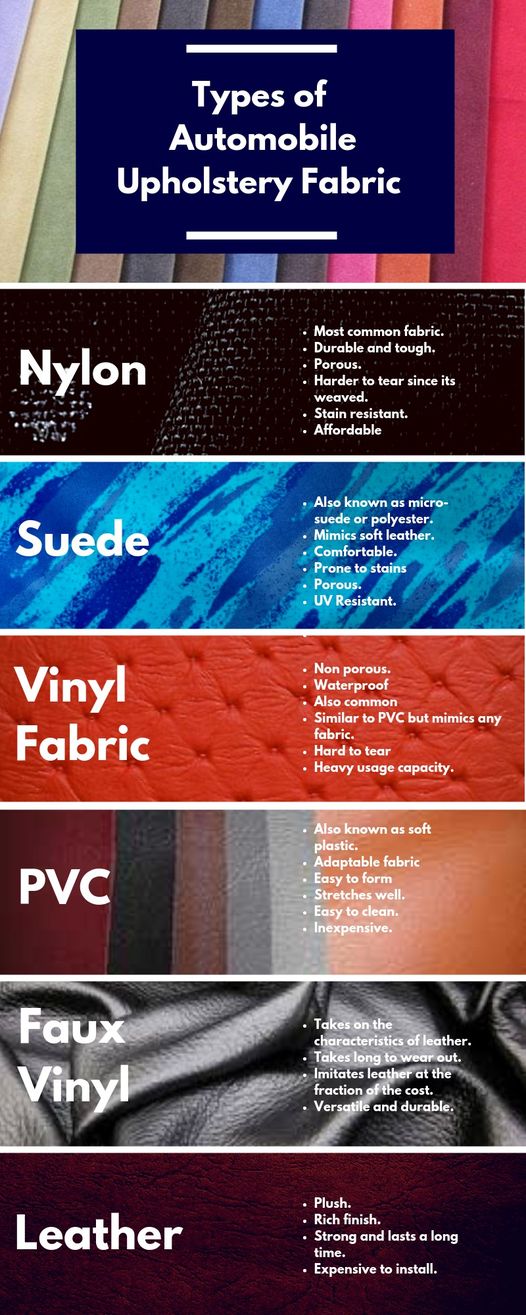 Types of
Automobile
Upholstery Fabric
Nylon
• Most common fabric.
• Durable and tough.
• Porous.
• Harder to tear since its
weaved.
• Stain resistant.
• Affordable
Suede
• Also known as micro-
suede or polyester.
• Mimics soft leather.
• Comfortable.
• Prone to stains
• Porous.
• UV Resistant.
Vinyl
Fabric
• Non porous.
• Waterproof
• Also common
• Similar to PVC but mimics any
fabric.
• Hard to tear
• Heavy usage capacity.
PVC
• Also known as soft
plastic.
• Adaptable fabric
• Easy to form
• Stretches well.
• Easy to clean.
• Inexpensive.
Faux
Vinyl
• Takes on the
characteristics of leather.
• Takes long to wear out.
• Imitates leather at the
fraction of the cost.
• Versatile and durable.
Leather
• Plush.
• Rich finish.
• Strong and lasts a long
time.
• Expensive to install.